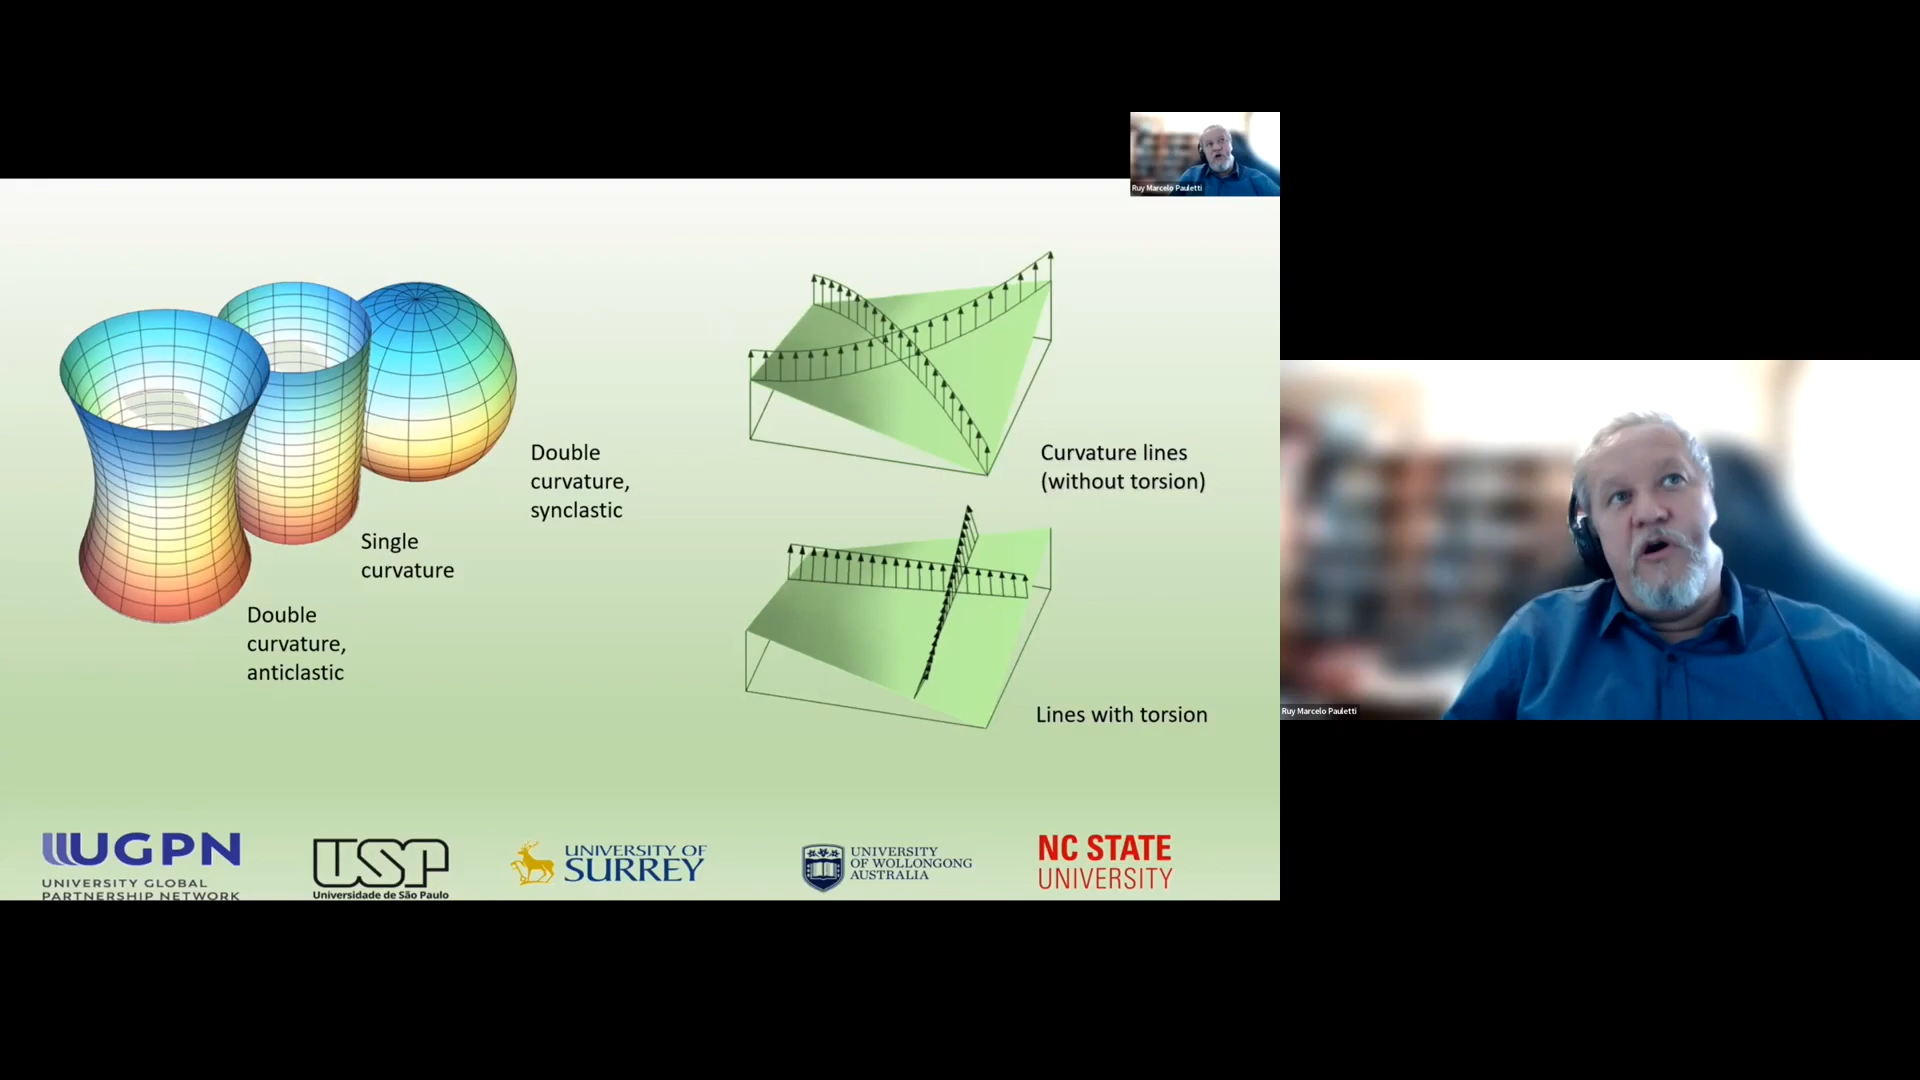 Ruy Marcelo Pauletti
Double
curvature,
synclastic
Single
curvature
Double
curvature,
anticlastic
Curvature lines
(without torsion)
Lines with torsion
Ruy Marcelo Pauletti
UGPN
UNIVERSITY GLOBAL
PARTNERSHIP NETWORK
USP
Universidade de São Paulo
UNIVERSITY OF
SURREY
UNIVERSITY
OF WOLLONGONG
AUSTRALIA
NC STATE
UNIVERSITY